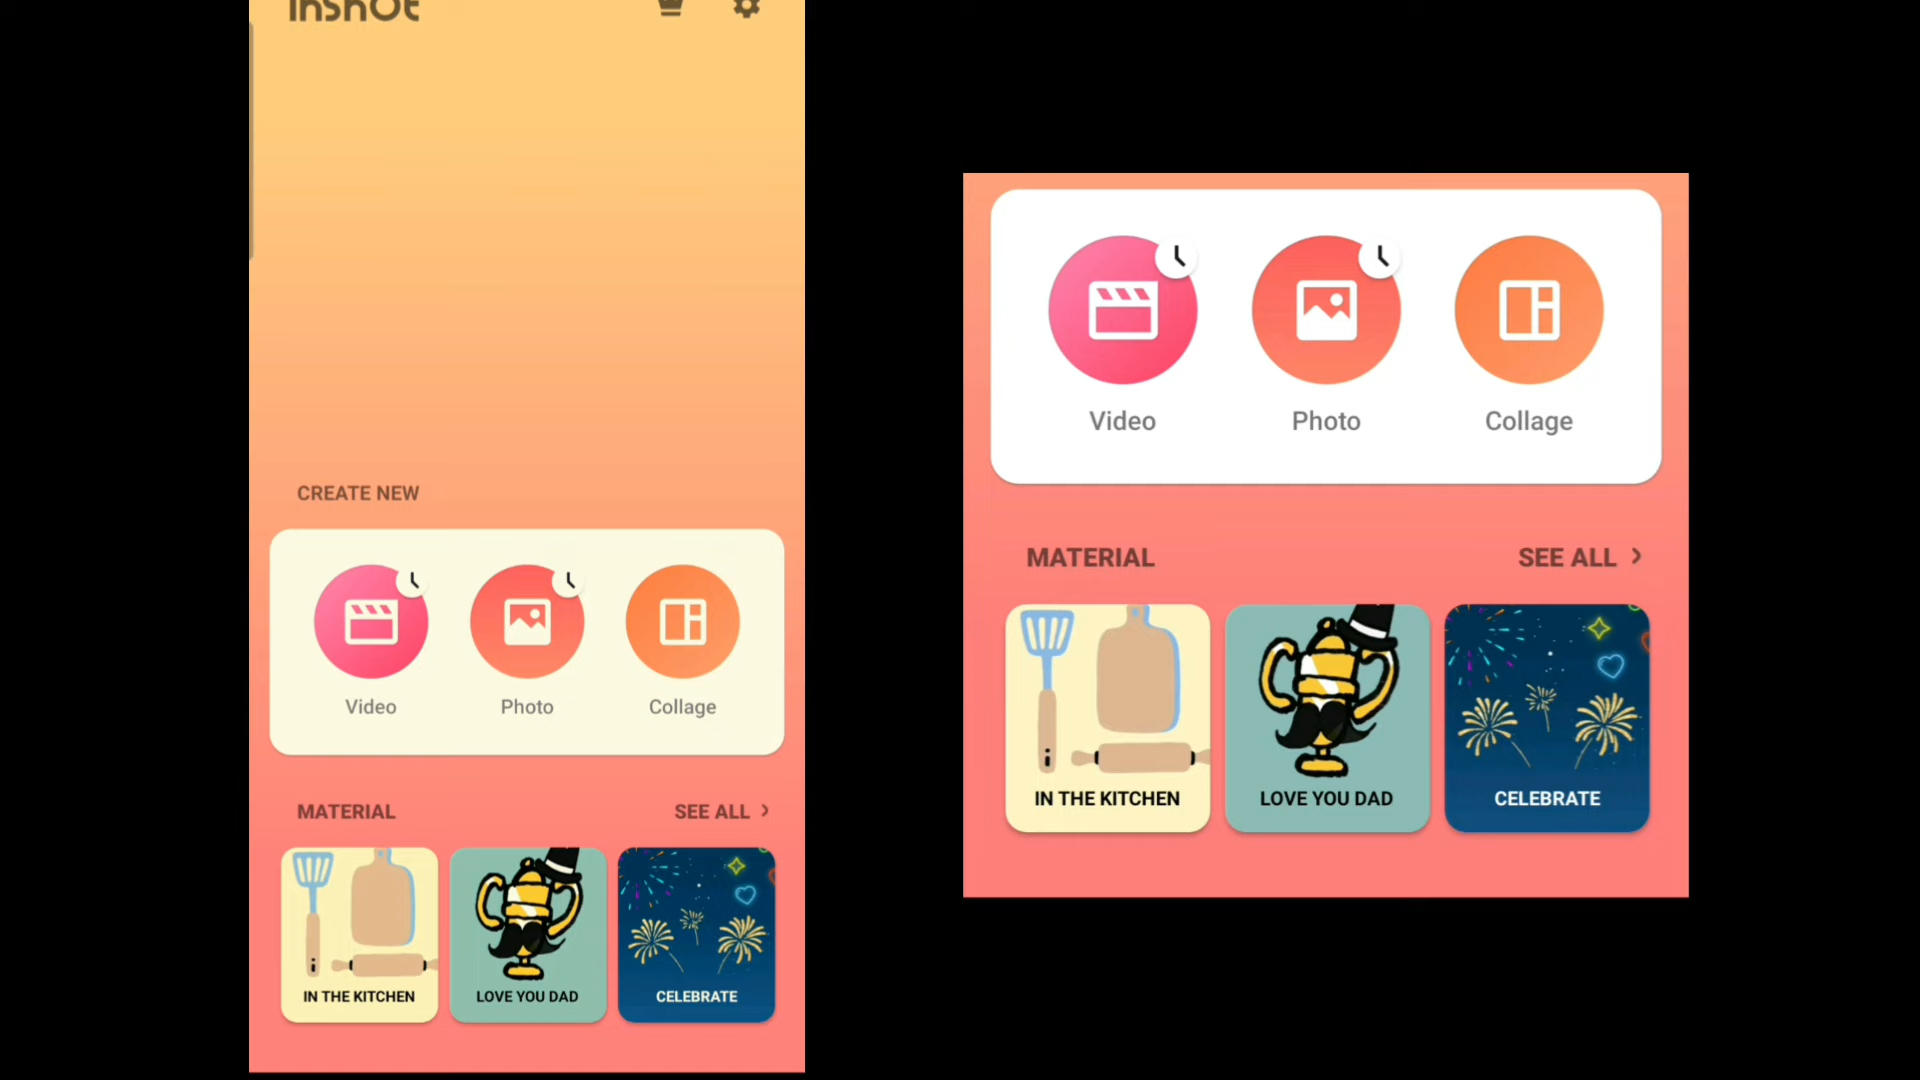 InShOt
CREATE NEW
Video Photo Collage
MATERIAL SEE ALL >
IN THE KITCHEN LOVE YOU DAD CELEBRATE
Video Photo Collage
MATERIAL SEE ALL >
IN THE KITCHEN LOVE YOU DAD CELEBRATE